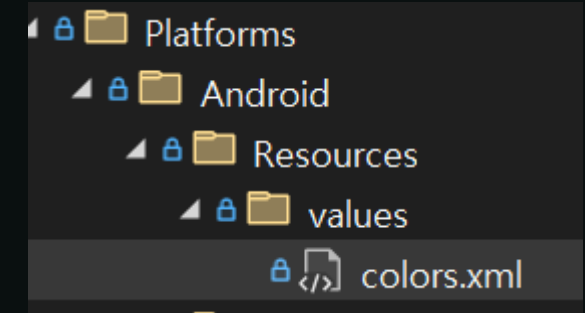 Platforms
Android
Resources
values
colors.xml